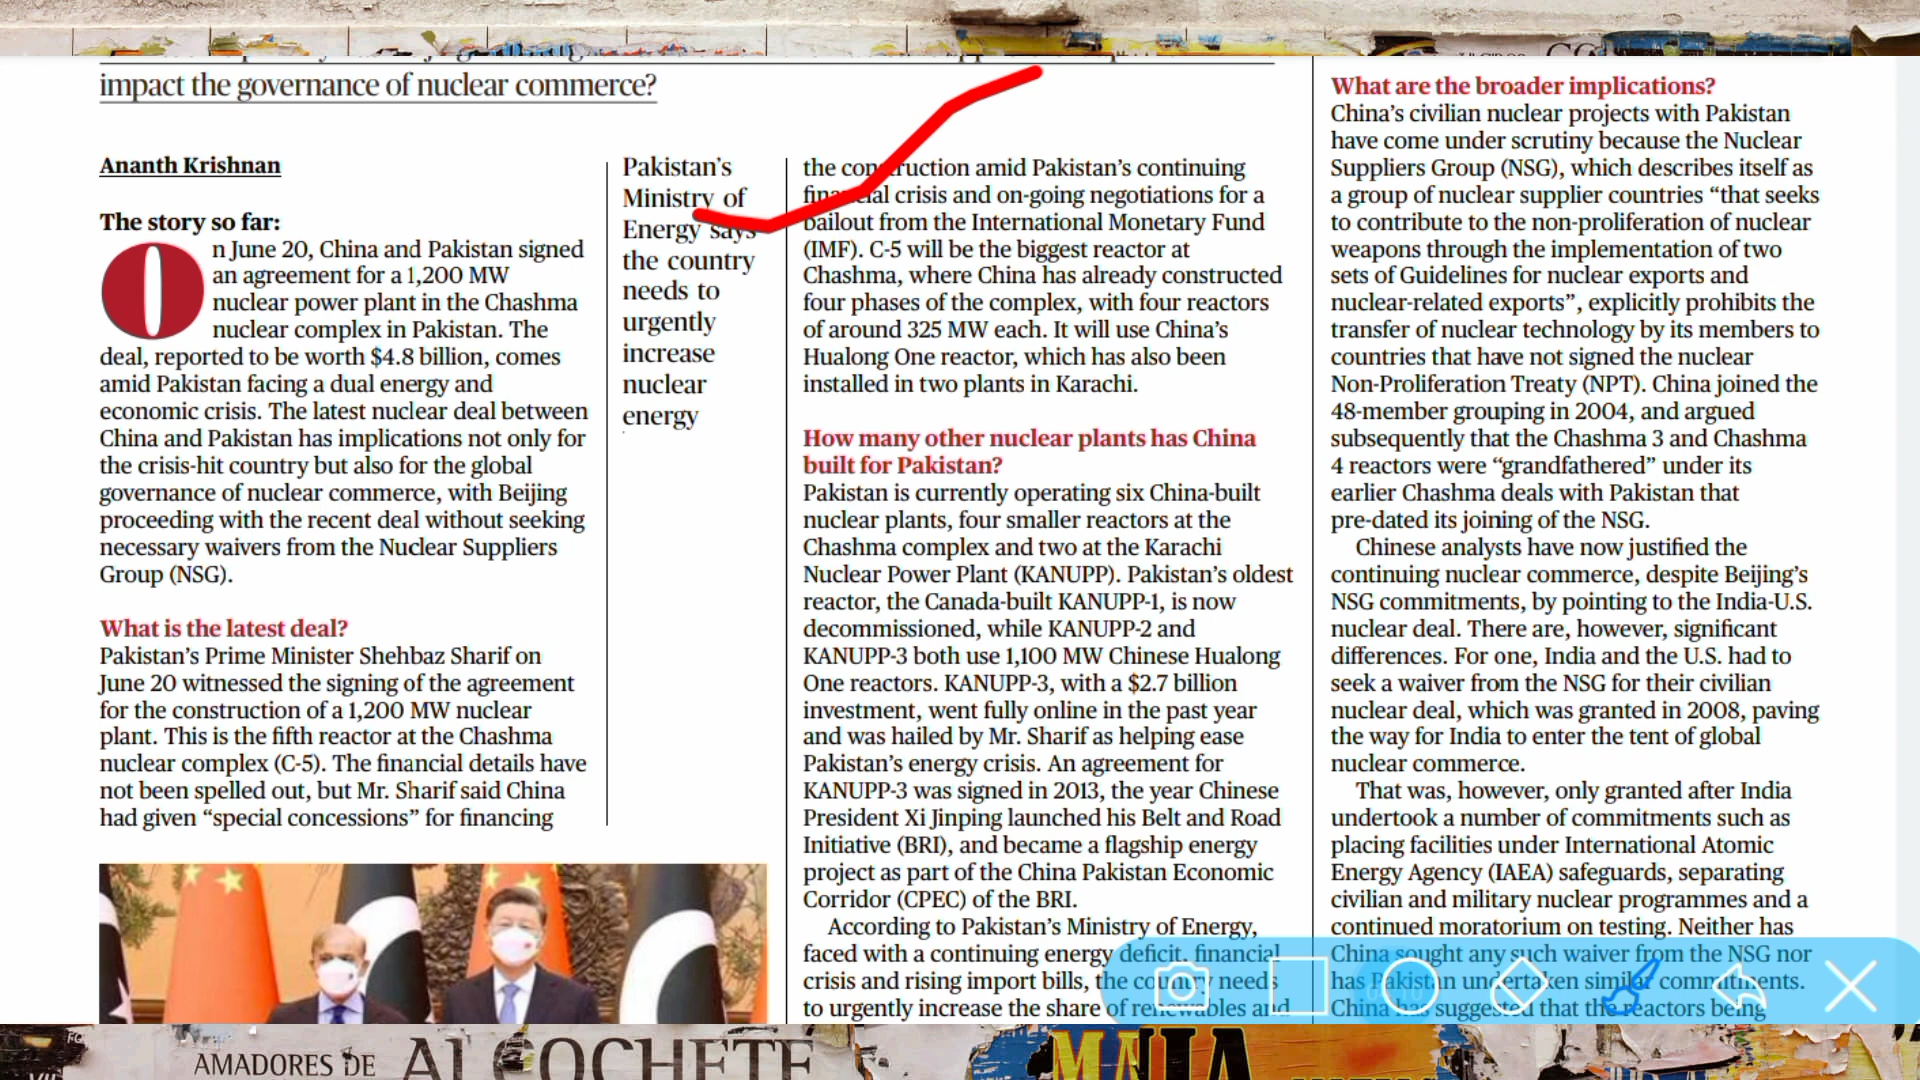 impact the governance of nuclear commerce?
Ananth Krishnan
The story so far:
On June 20, China and Pakistan signed
an agreement for a 1,200 MW
nuclear power plant in the Chashma
nuclear complex in Pakistan. The
deal, reported to be worth $4.8 billion, comes
amid Pakistan facing a dual energy and
economic crisis. The latest nuclear deal between
China and Pakistan has implications not only for
the crisis-hit country but also for the global
governance of nuclear commerce, with Beijing
proceeding with the recent deal without seeking
necessary waivers from the Nuclear Suppliers
Group (NSG).
What is the latest deal?
Pakistan's Prime Minister Shehbaz Sharif on
June 20 witnessed the signing of the agreement
for the construction of a 1,200 MW nuclear
plant. This is the fifth reactor at the Chashma
nuclear complex (C-5). The financial details have
not been spelled out, but Mr. Sharif said China
had given “special concessions” for financing
Pakistan's
Ministry of
Energy says
the country
needs to
urgently
increase
nuclear
energy
the construction amid Pakistan's continuing
financial crisis and on-going negotiations for a
bailout from the International Monetary Fund
(IMF). C-5 will be the biggest reactor at
Chashma, where China has already constructed
four phases of the complex, with four reactors
of around 325 MW each. It will use China's
Hualong One reactor, which has also been
installed in two plants in Karachi.
How many other nuclear plants has China
built for Pakistan?
Pakistan is currently operating six China-built
nuclear plants, four smaller reactors at the
Chashma complex and two at the Karachi
Nuclear Power Plant (KANUPP). Pakistan's oldest
reactor, the Canada-built KANUPP-1, is now
decommissioned, while KANUPP-2 and
KANUPP-3 both use 1,100 MW Chinese Hualong
One reactors. KANUPP-3, with a $2.7 billion
investment, went fully online in the past year
and was hailed by Mr. Sharif as helping ease
Pakistan's energy crisis. An agreement for
KANUPP-3 was signed in 2013, the year Chinese
President Xi Jinping launched his Belt and Road
Initiative (BRI), and became a flagship energy
project as part of the China Pakistan Economic
Corridor (CPEC) of the BRI.
According to Pakistan's Ministry of Energy,
faced with a continuing energy deficit, financial
crisis and rising import bills, the country needs
to urgently increase the share of renewables and
What are the broader implications?
China's civilian nuclear projects with Pakistan
have come under scrutiny because the Nuclear
Suppliers Group (NSG), which describes itself as
a group of nuclear supplier countries “that seeks
to contribute to the non-proliferation of nuclear
weapons through the implementation of two
sets of Guidelines for nuclear exports and
nuclear-related exports”, explicitly prohibits the
transfer of nuclear technology by its members to
countries that have not signed the nuclear
Non-Proliferation Treaty (NPT). China joined the
48-member grouping in 2004, and argued
subsequently that the Chashma 3 and Chashma
4 reactors were “grandfathered” under its
earlier Chashma deals with Pakistan that
pre-dated its joining of the NSG.
Chinese analysts have now justified the
continuing nuclear commerce, despite Beijing's
NSG commitments, by pointing to the India-U.S.
nuclear deal. There are, however, significant
differences. For one, India and the U.S. had to
seek a waiver from the NSG for their civilian
nuclear deal, which was granted in 2008, paving
the way for India to enter the tent of global
nuclear commerce.
That was, however, only granted after India
undertook a number of commitments such as
placing facilities under International Atomic
Energy Agency (IAEA) safeguards, separating
civilian and military nuclear programmes and a
continued moratorium on testing. Neither has
China sought any such waiver from the NSG nor
has Pakistan undertaken similar commitments.
China has suggested that the reactors being
AMADORES DE
ALCOCHETE